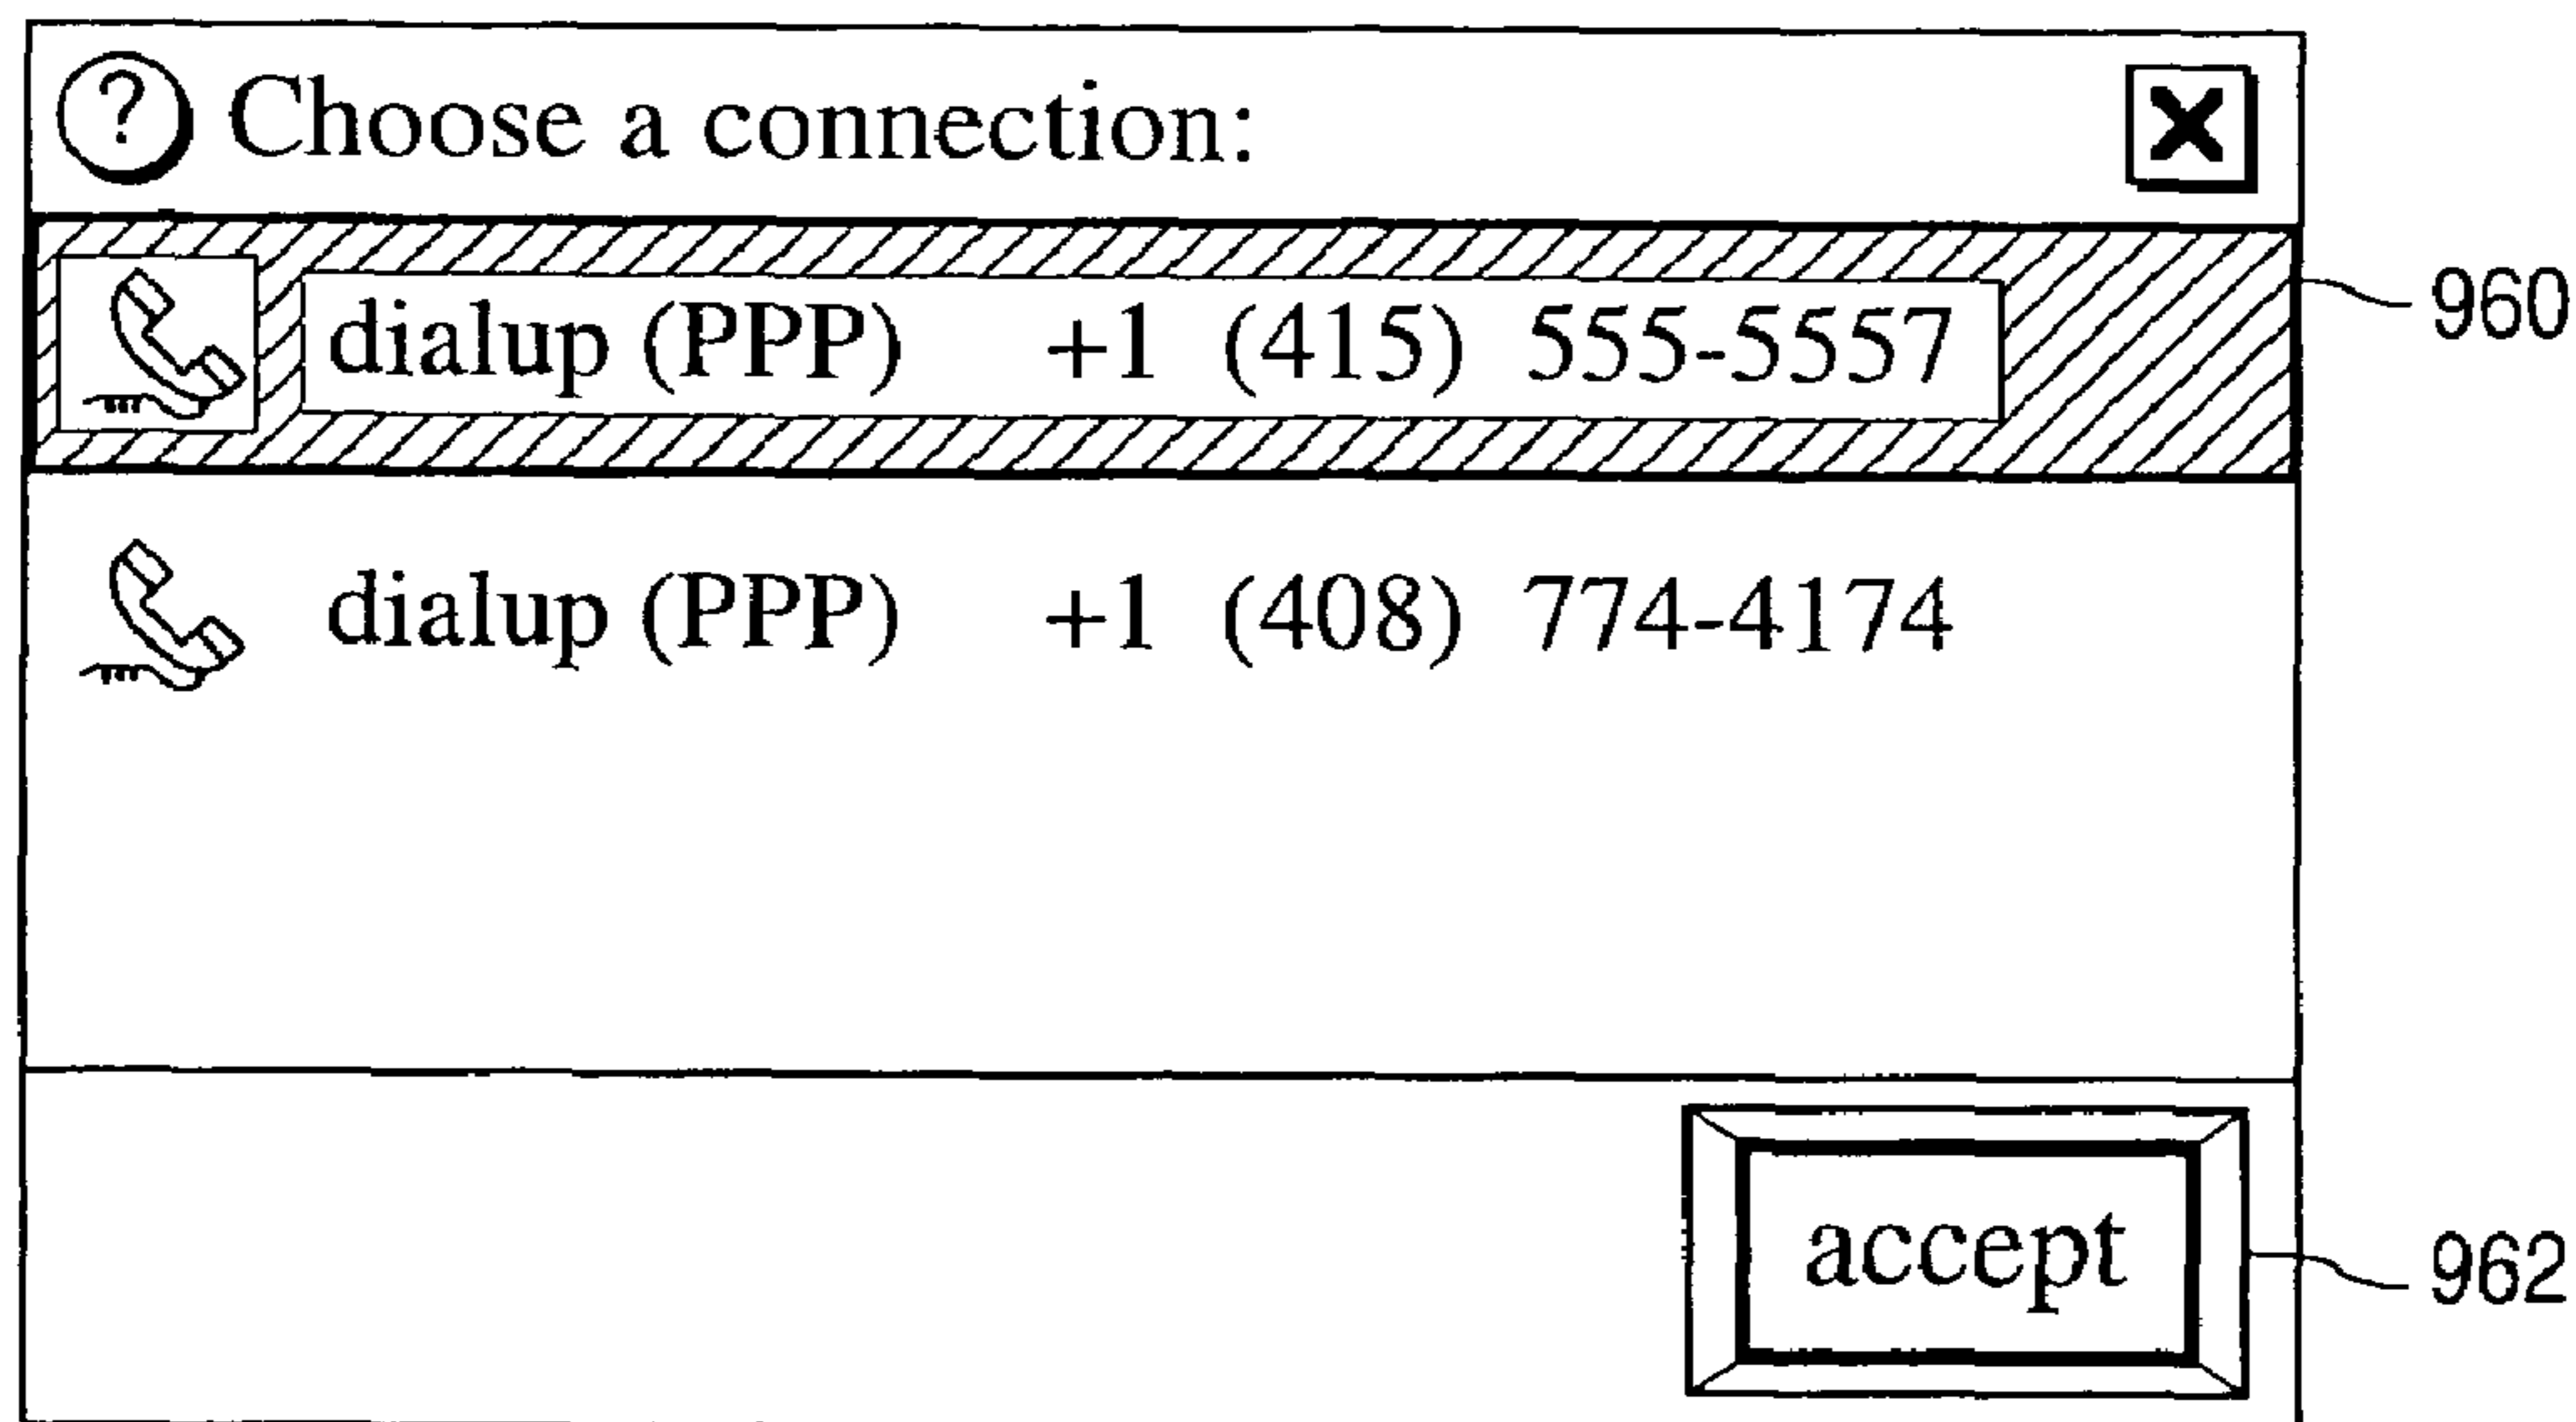 ? Choose a connection: X
dialup (PPP) +1 (415) 555-5557
960
dialup (PPP) +1 (408) 774-4174
accept
962